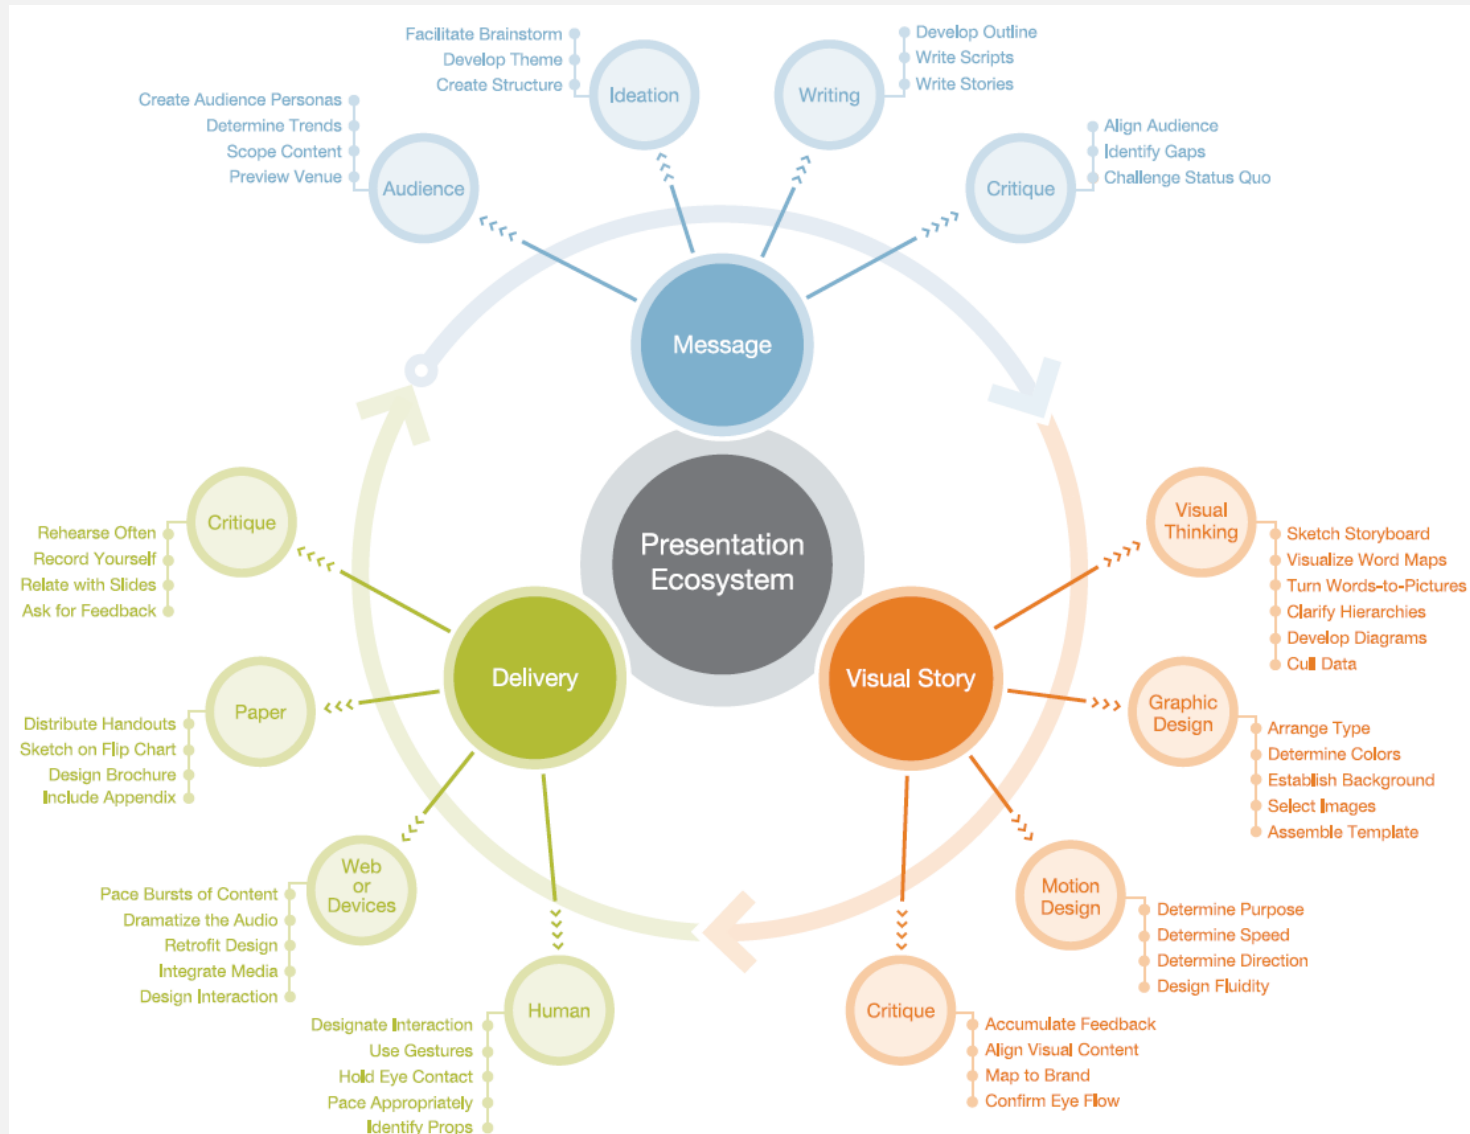 Facilitate Brainstorm
Develop Theme
Create Structure
Ideation
Writing
Develop Outline
Write Scripts
Write Stories
Create Audience Personas
Determine Trends
Scope Content
Preview Venue
Audience
Critique
Align Audience
Identify Gaps
Challenge Status Quo
Message
Presentation
Ecosystem
Visual
Thinking
Sketch Storyboard
Visualize Word Maps
Turn Words-to-Pictures
Clarify Hierarchies
Develop Diagrams
Cull Data
Visual Story
Graphic
Design
Arrange Type
Determine Colors
Establish Background
Select Images
Assemble Template
Motion
Design
Determine Purpose
Determine Speed
Determine Direction
Design Fluidity
Critique
Accumulate Feedback
Align Visual Content
Map to Brand
Confirm Eye Flow
Delivery
Critique
Rehearse Often
Record Yourself
Relate with Slides
Ask for Feedback
Paper
Distribute Handouts
Sketch on Flip Chart
Design Brochure
Include Appendix
Web
or
Devices
Pace Bursts of Content
Dramatize the Audio
Retrofit Design
Integrate Media
Design Interaction
Human
Designate Interaction
Use Gestures
Hold Eye Contact
Pace Appropriately
Identify Props